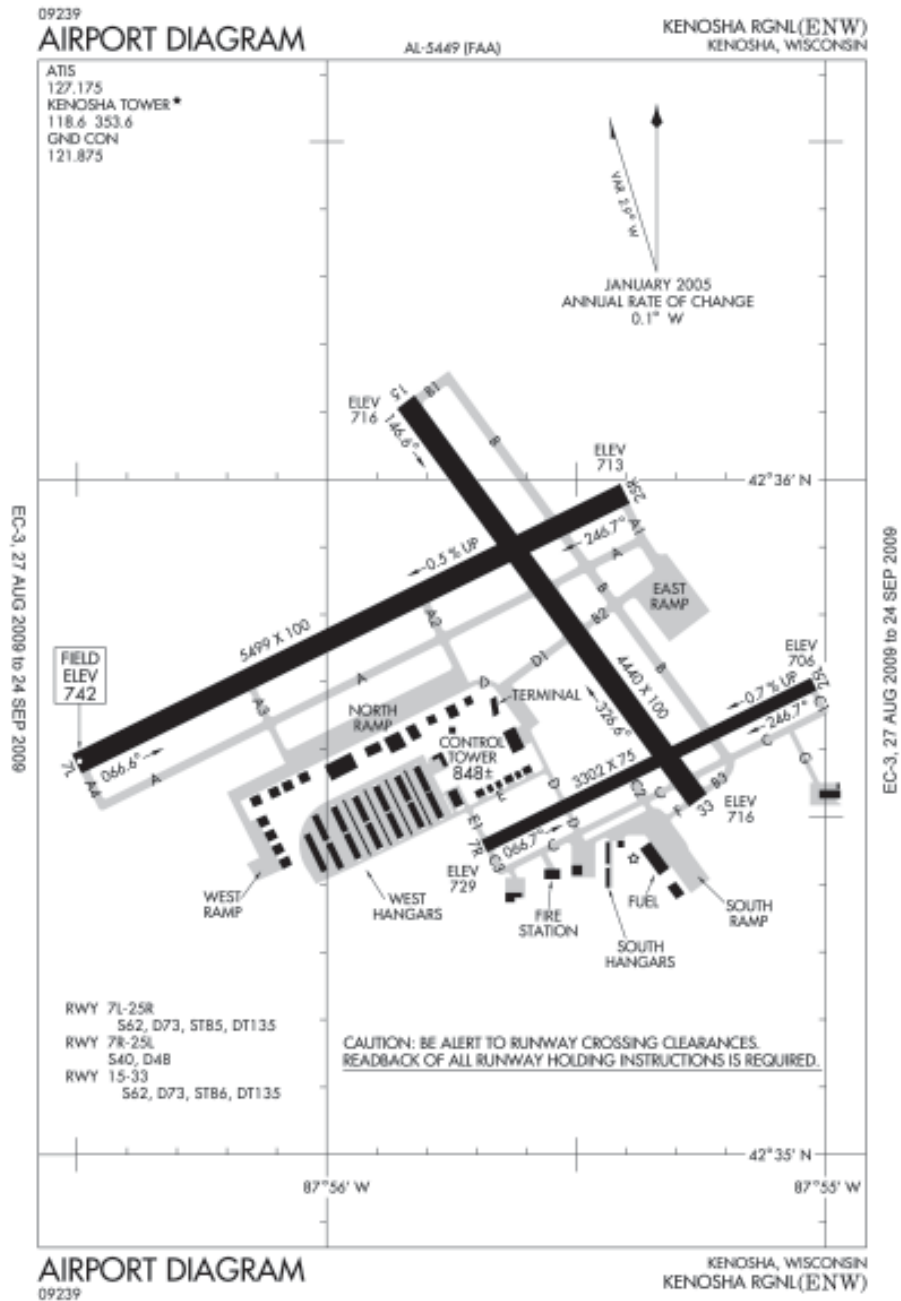 09239
AIRPORT DIAGRAM
AL-5449 (FAA)
KENOSHA RGNL(ENW)
KENOSHA, WISCONSIN
ATIS
127.175
KENOSHA TOWER★
118.6 353.6
GND CON
121.875
VAR 2.9° W
JANUARY 2005
ANNUAL RATE OF CHANGE
0.1° W
ELEV
716
15
146.6°
B1
B
ELEV
713
25R
42°36' N
246.7°
A1
A
0.5% UP
EAST
RAMP
B
B2
A2
5499 X 100
D1
4440 X 100
B
ELEV
706
25L
FIELD
ELEV
742
A
D
TERMINAL
0.7% UP
246.7°
C1
A3
NORTH
RAMP
326.6°
C
G
CONTROL
TOWER
848±
3302 X 75
7L
066.6°
A
A4
D
C2
C
B3
F
33
ELEV
716
E
E1
7R
066.7°
D
C
C3
ELEV
729
WEST
RAMP
WEST
HANGARS
FIRE
STATION
FUEL
SOUTH
RAMP
SOUTH
HANGARS
RWY 7L-25R
S62, D73, ST85, DT135
RWY 7R-25L
S40, D48
RWY 15-33
S62, D73, ST86, DT135
CAUTION: BE ALERT TO RUNWAY CROSSING CLEARANCES.
READBACK OF ALL RUNWAY HOLDING INSTRUCTIONS IS REQUIRED.
42°35' N
87°56' W
87°55' W
EC-3, 27 AUG 2009 to 24 SEP 2009
EC-3, 27 AUG 2009 to 24 SEP 2009
AIRPORT DIAGRAM
09239
KENOSHA, WISCONSIN
KENOSHA RGNL(ENW)